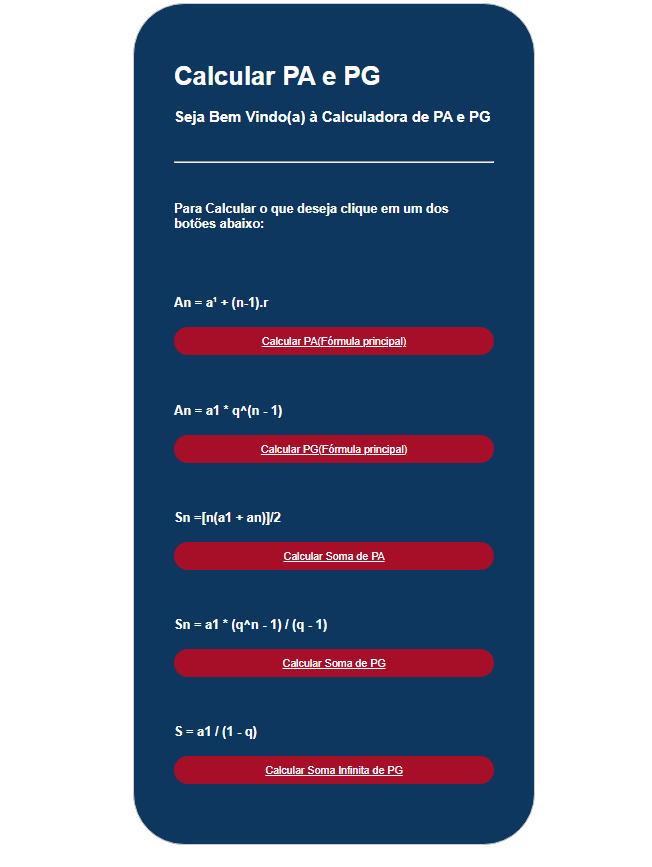 Calcular PA e PG
Seja Bem Vindo(a) à Calculadora de PA e PG
Para Calcular o que deseja clique em um dos
botões abaixo:
An = a¹ + (n-1).r
Calcular PA(Fórmula principal)
An = a1 * q^(n - 1)
Calcular PG(Fórmula principal)
Sn =[n(a1 + an)]/2
Calcular Soma de PA
Sn = a1 * (q^n - 1) / (q - 1)
Calcular Soma de PG
S = a1 / (1 - q)
Calcular Soma Infinita de PG